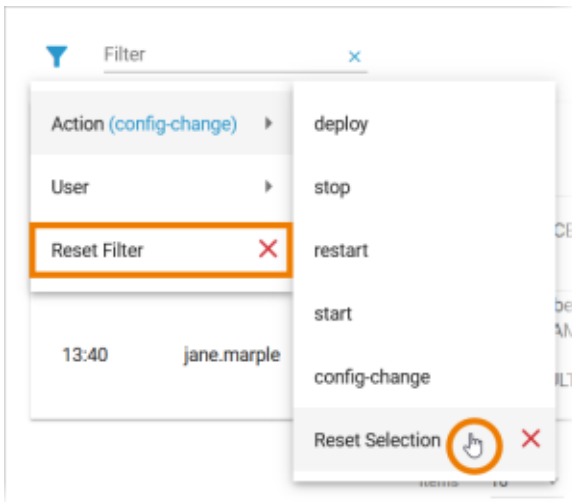 Filter
Action (config-change)
User
Reset Filter
deploy
stop
restart
start
config-change
Reset Selection
13:40 jane.marple